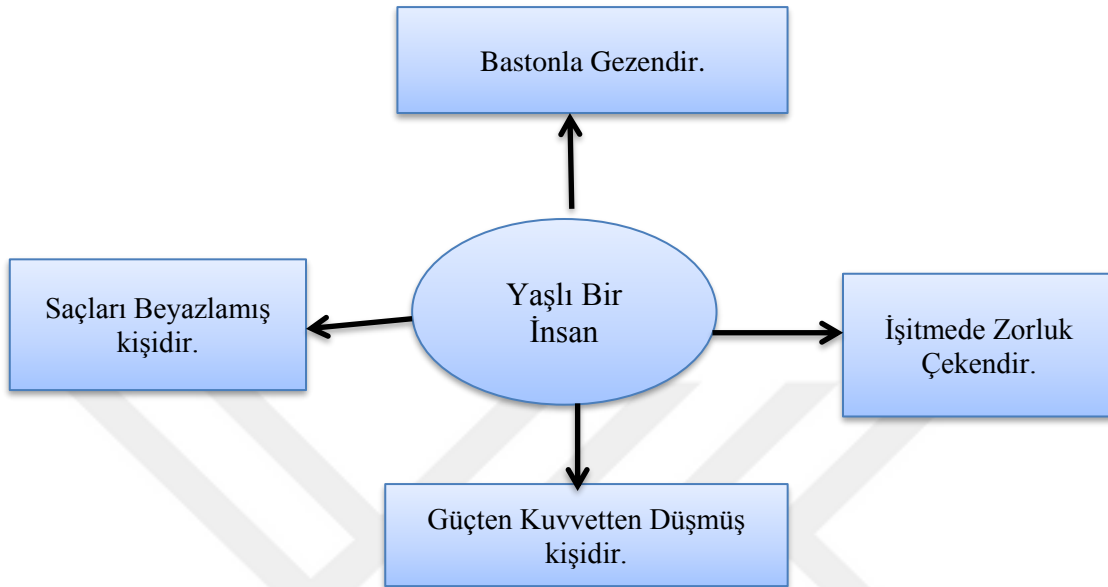 Bastonla Gezendir.
Yaşlı Bir
İnsan
Saçları Beyazlamış
kişidir.
İşitmede Zorluk
Çekendir.
Güçten Kuvvetten Düşmüş
kişidir.